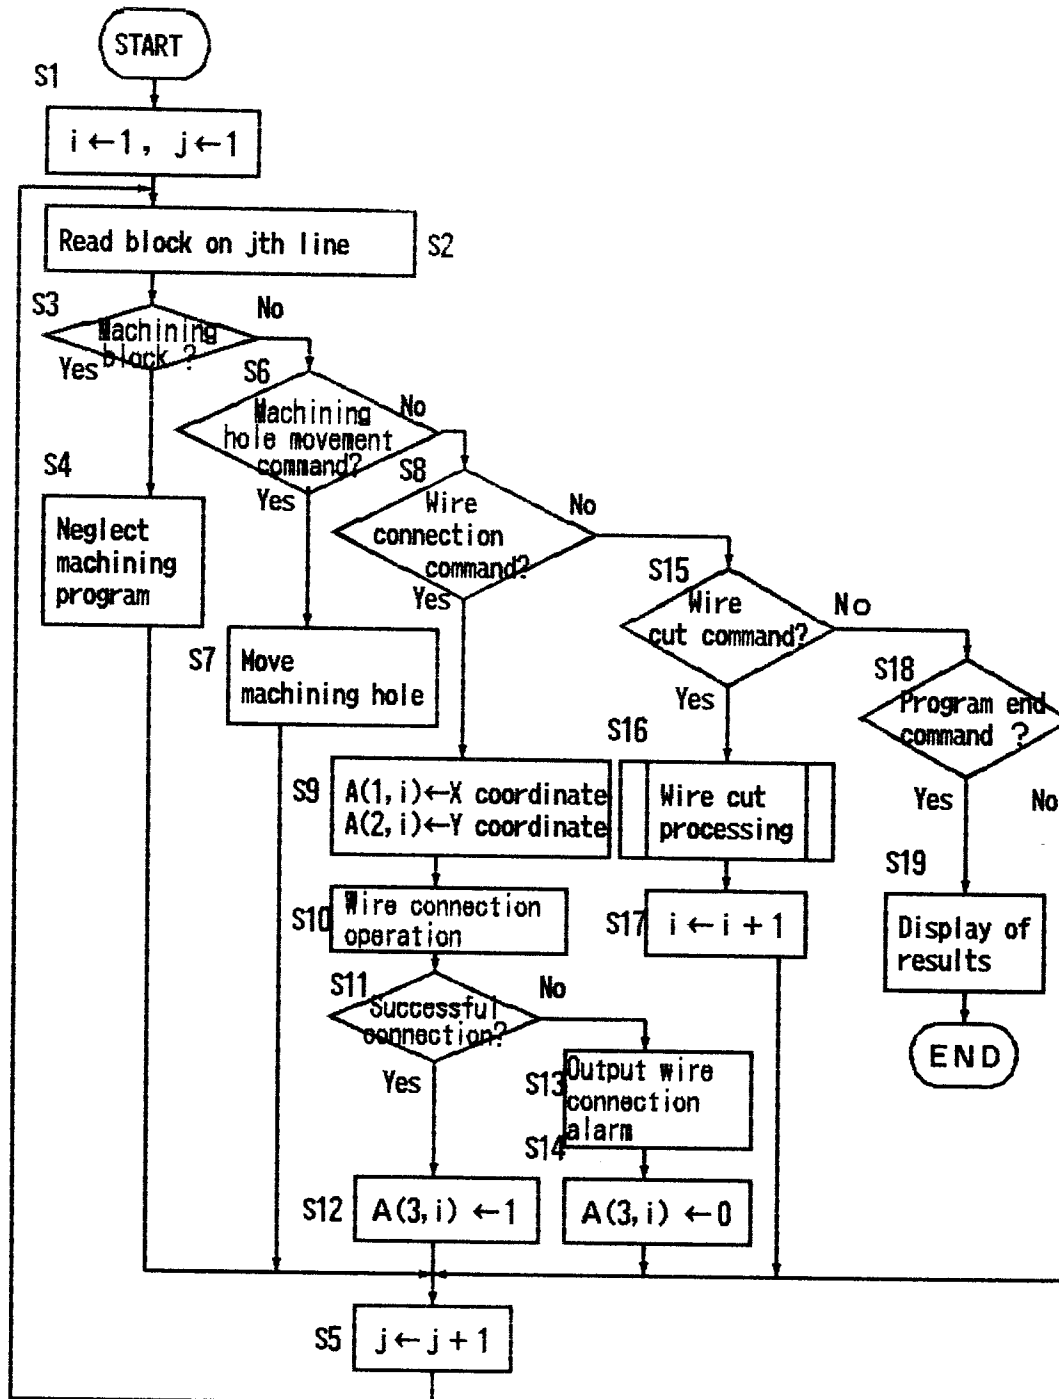 START
S1
i←1, j←1
Read block on jth line
S2
S3
No
Machining
block ?
Yes
S6
No
Machining
hole movement
command?
Yes
S4
Neglect
machining
program
S8
No
Wire
connection
command?
Yes
S7
Move
machining hole
S15
No
Wire
cut command?
Yes
S18
Program end
command ?
Yes
No
S9
A(1,i)←X coordinate
A(2,i)←Y coordinate
S16
Wire cut
processing
S19
Display of
results
S10
Wire connection
operation
S17
i←i+1
S11
No
Successful
connection?
Yes
END
S13
Output wire
connection
alarm
S14
S12
A(3,i)←1
A(3,i)←0
S5
j←j+1